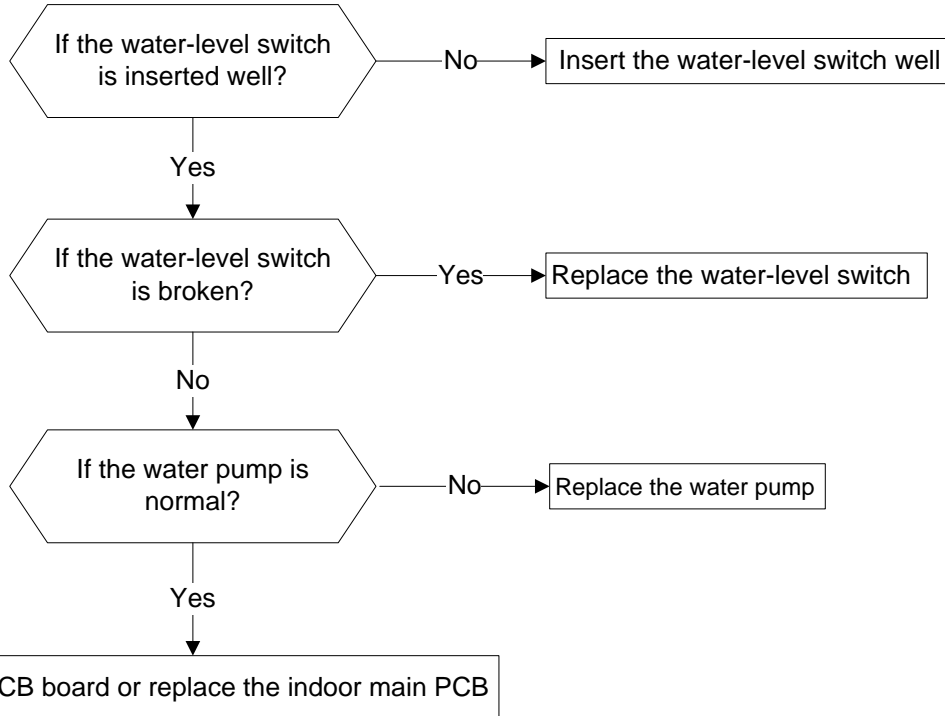 If the water-level switch
is inserted well?
No
Insert the water-level switch well
Yes
If the water-level switch
is broken?
Yes
Replace the water-level switch
No
If the water pump is
normal?
No
Replace the water pump
Yes
board or replace the indoor main PCB